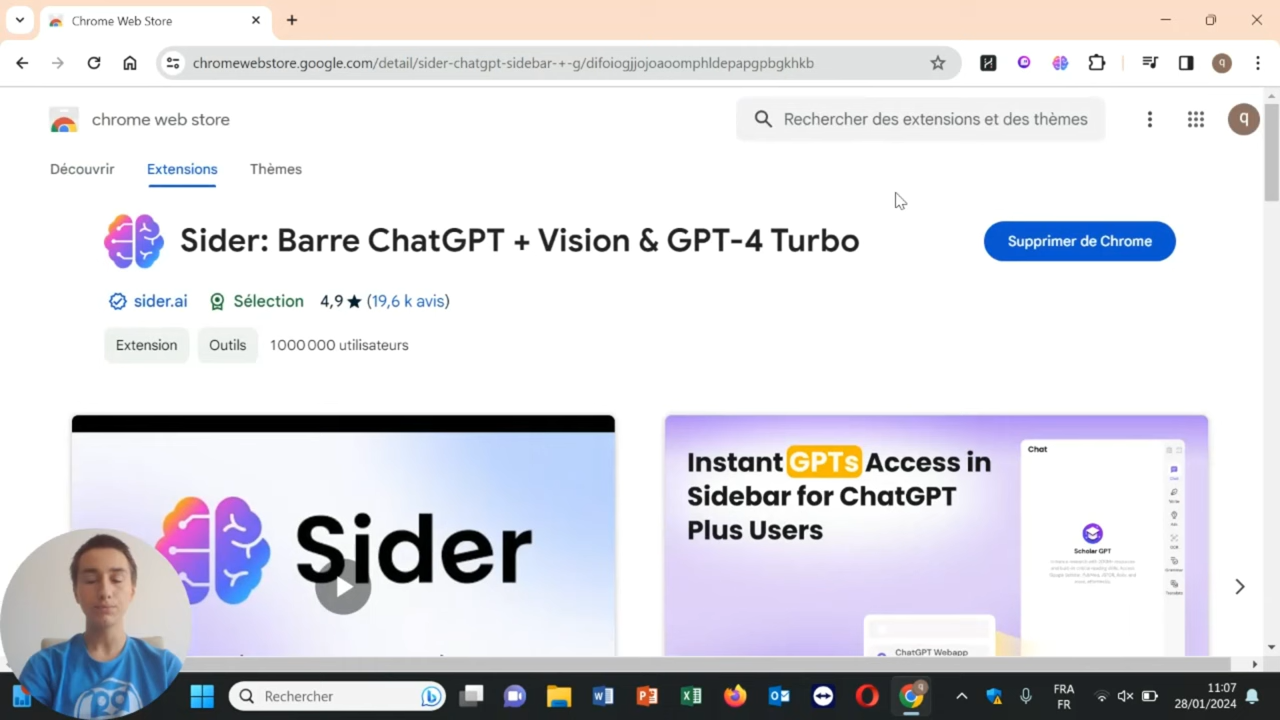 Chrome Web Store
chromewebstore.google.com/detail/sider-chatgpt-sidebar-+-g/difoiogjjojoaoomphldepapgpbgkhkb
q
chrome web store
Rechercher des extensions et des thèmes
q
Découvrir
Extensions
Thèmes
Sider: Barre ChatGPT + Vision & GPT-4 Turbo
Supprimer de Chrome
sider.ai
Sélection
4,9 ★ (19,6 k avis)
Extension
Outils
1 000 000 utilisateurs
Sider
Instant GPTs Access in
Sidebar for ChatGPT
Plus Users
Chat
Scholar GPT
ChatGPT Webapp
Rechercher
FRA
FR
11:07
28/01/2024